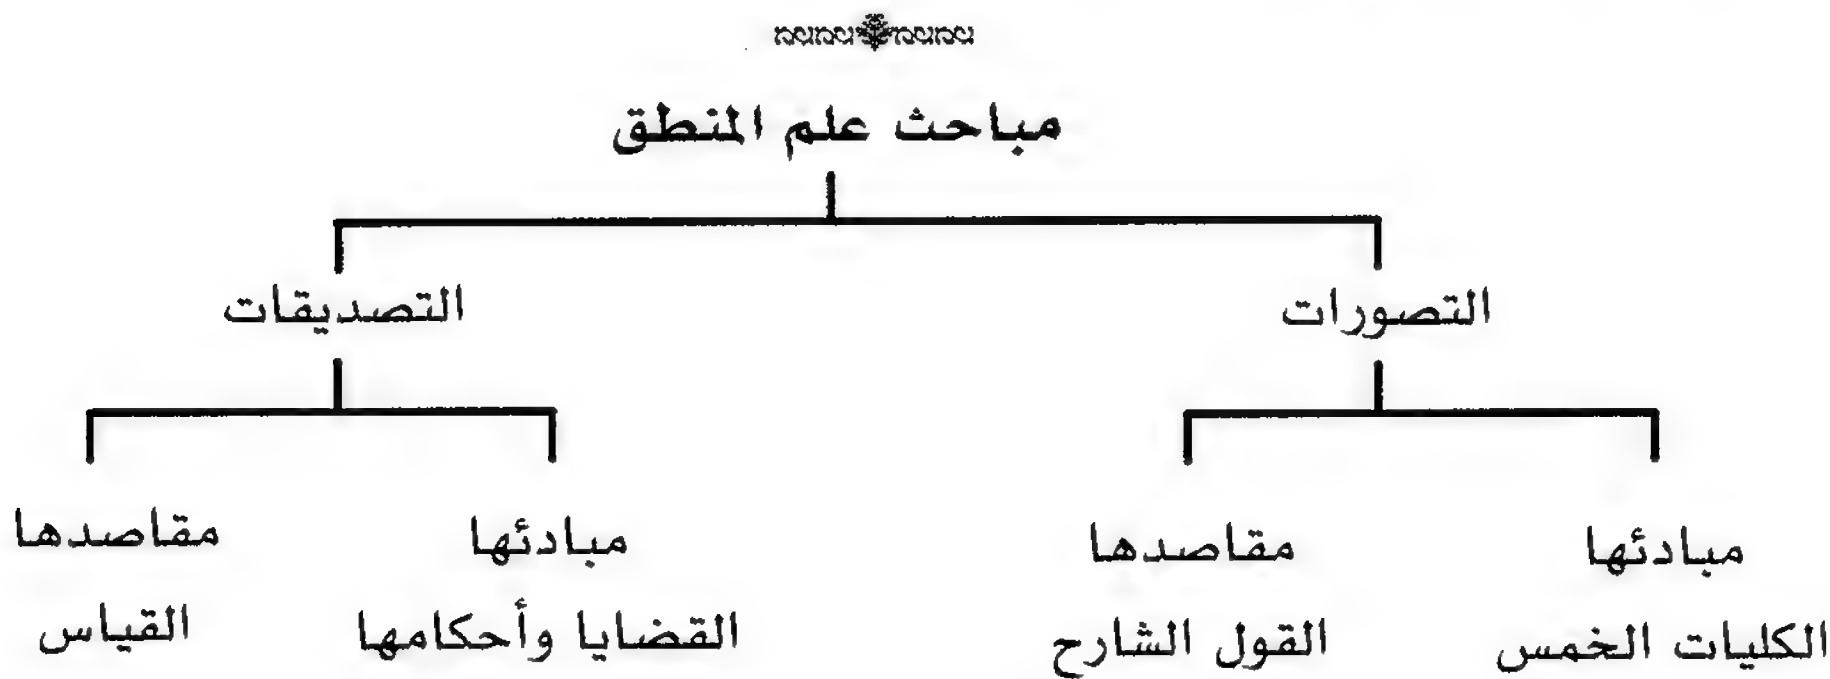 مباحث علم المنطق
التصورات
التصديقات
مبادئها
مقاصدها
مبادئها
مقاصدها
الكليات الخمس
القول الشارح
القضايا وأحكامها
القياس